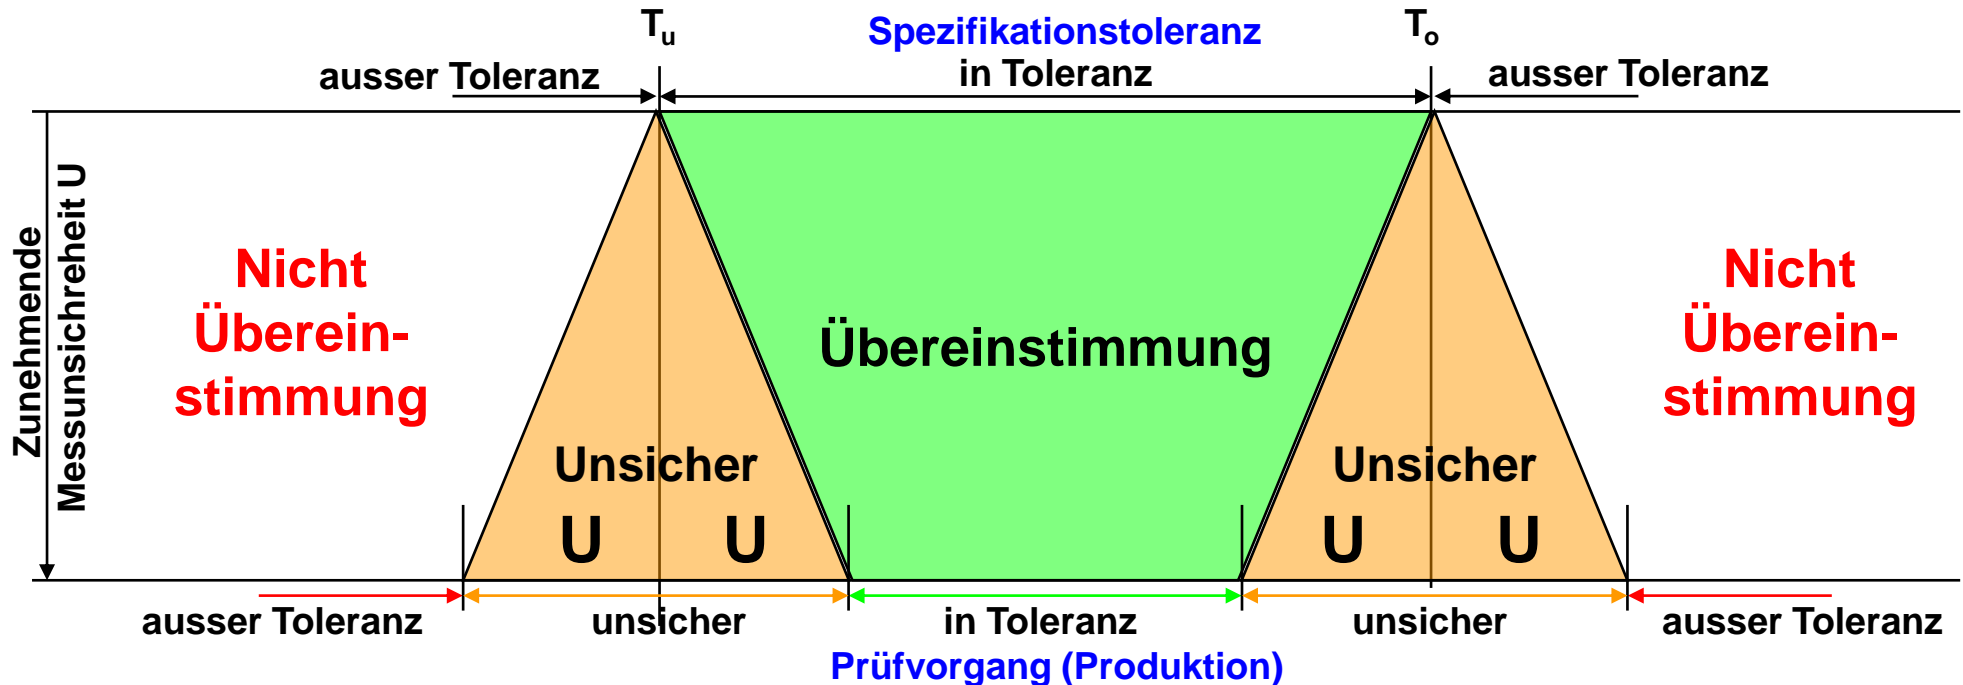 Tu
Spezifikationstoleranz
To
ausser Toleranz
in Toleranz
ausser Toleranz
Zunehmende
Messunsichreheit U
Nicht
Überein-
stimmung
Übereinstimmung
Nicht
Überein-
stimmung
Unsicher
U U
Unsicher
U U
ausser Toleranz
unsicher
in Toleranz
unsicher
ausser Toleranz
Prüfvorgang (Produktion)